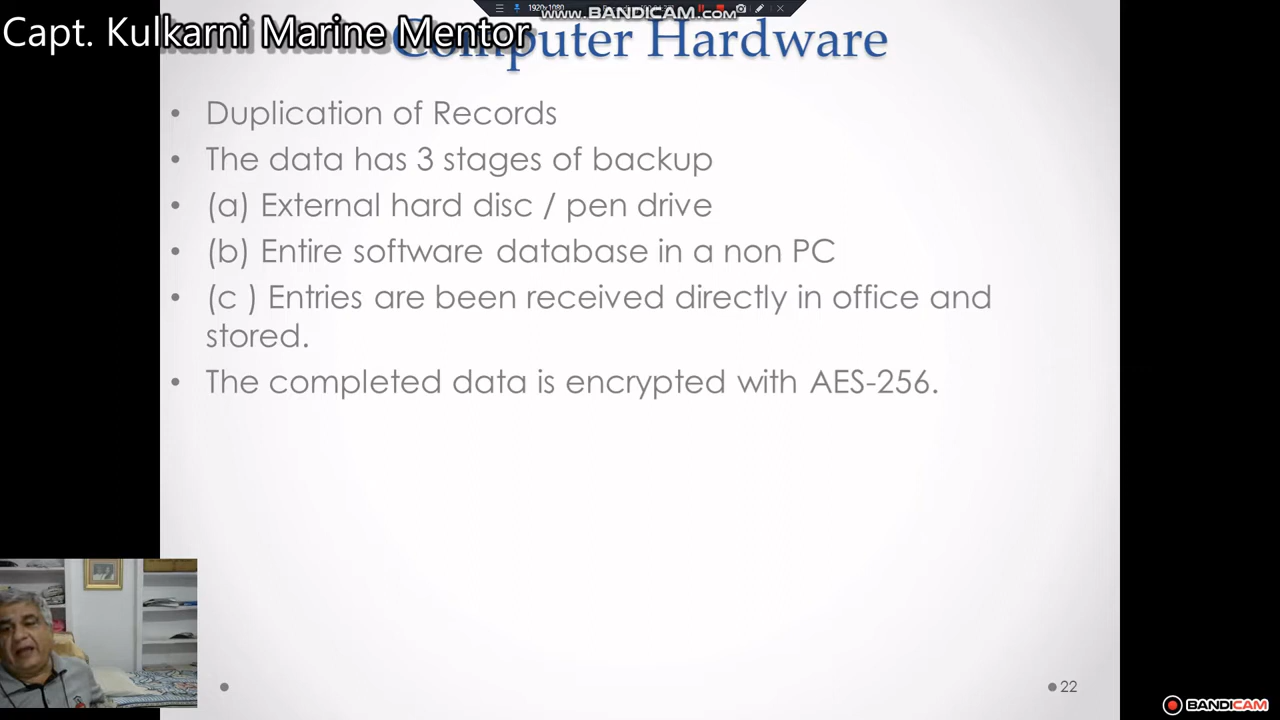 1920x1080
www.BANDICAM.com
Capt. Kulkarni Marine Mentor
Computer Hardware
• Duplication of Records
• The data has 3 stages of backup
• (a) External hard disc / pen drive
• (b) Entire software database in a non PC
• (c ) Entries are been received directly in office and
stored.
• The completed data is encrypted with AES-256.
22
BANDICAM